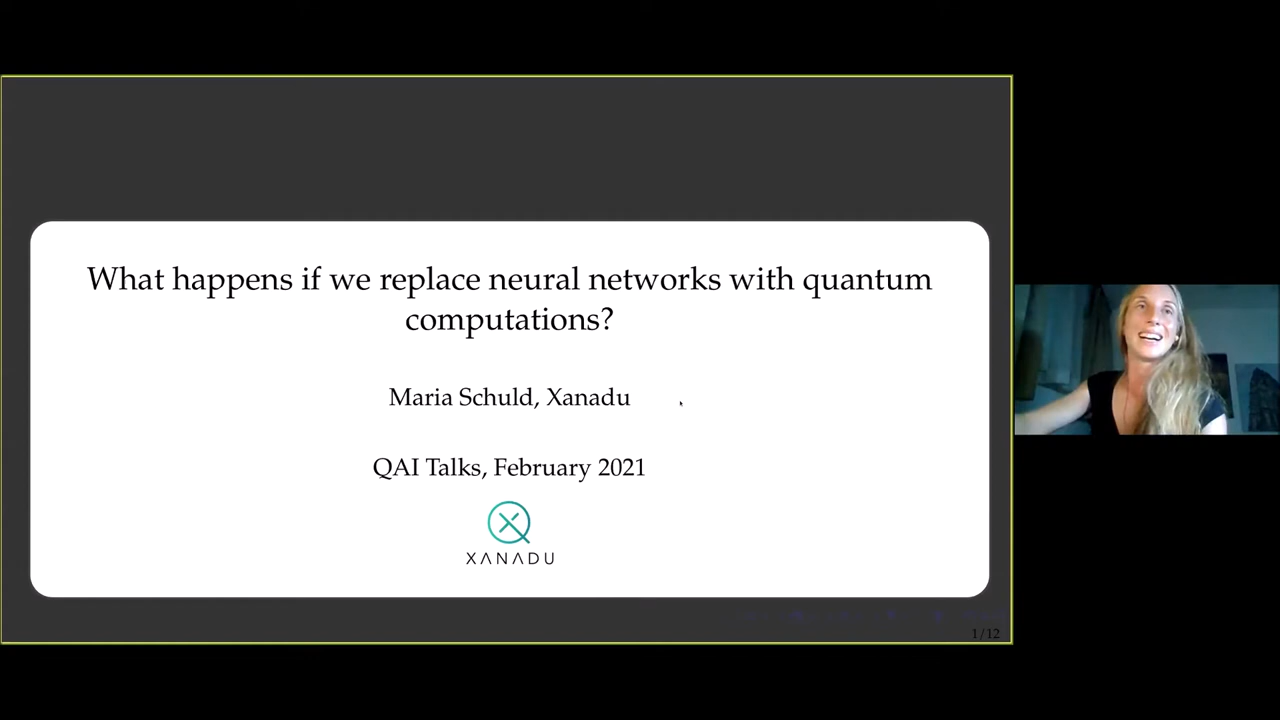 What happens if we replace neural networks with quantum
computations?
Maria Schuld, Xanadu
QAI Talks, February 2021
XANADU
1/12